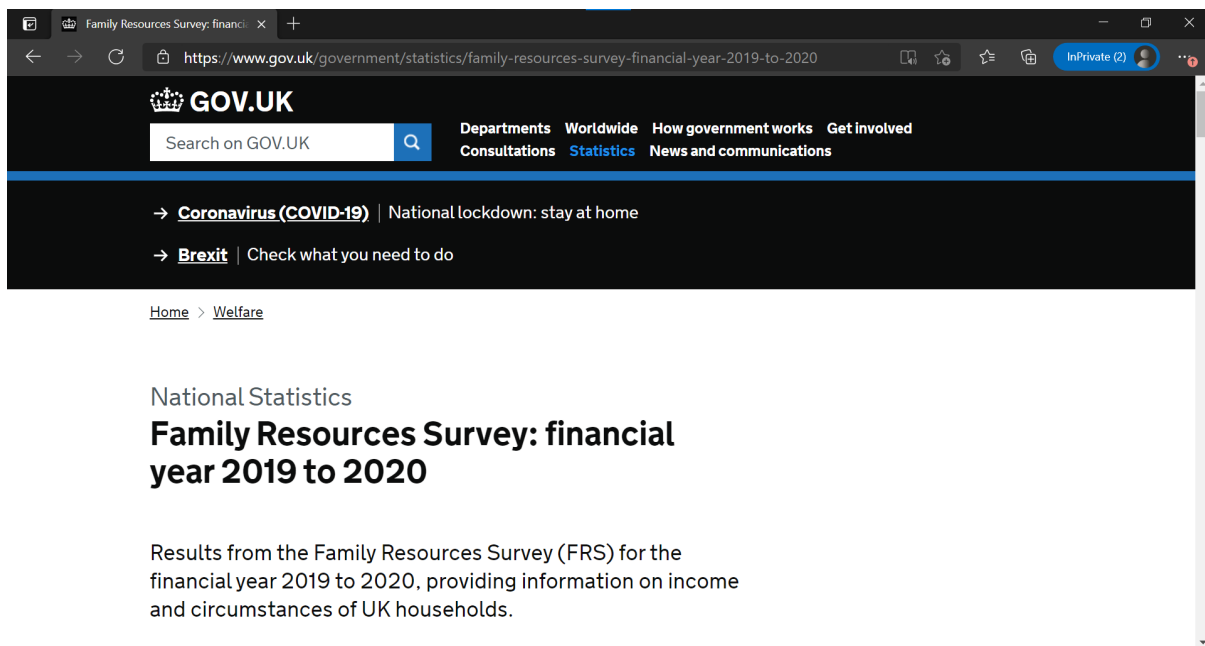 Family Resources Survey: financi
https://www.gov.uk/government/statistics/family-resources-survey-financial-year-2019-to-2020
InPrivate (2)
GOV.UK
Search on GOV.UK
Departments Worldwide How government works Get involved
Consultations Statistics News and communications
→ Coronavirus (COVID-19) | National lockdown: stay at home
→ Brexit | Check what you need to do
Home > Welfare
National Statistics
Family Resources Survey: financial
year 2019 to 2020
Results from the Family Resources Survey (FRS) for the
financial year 2019 to 2020, providing information on income
and circumstances of UK households.